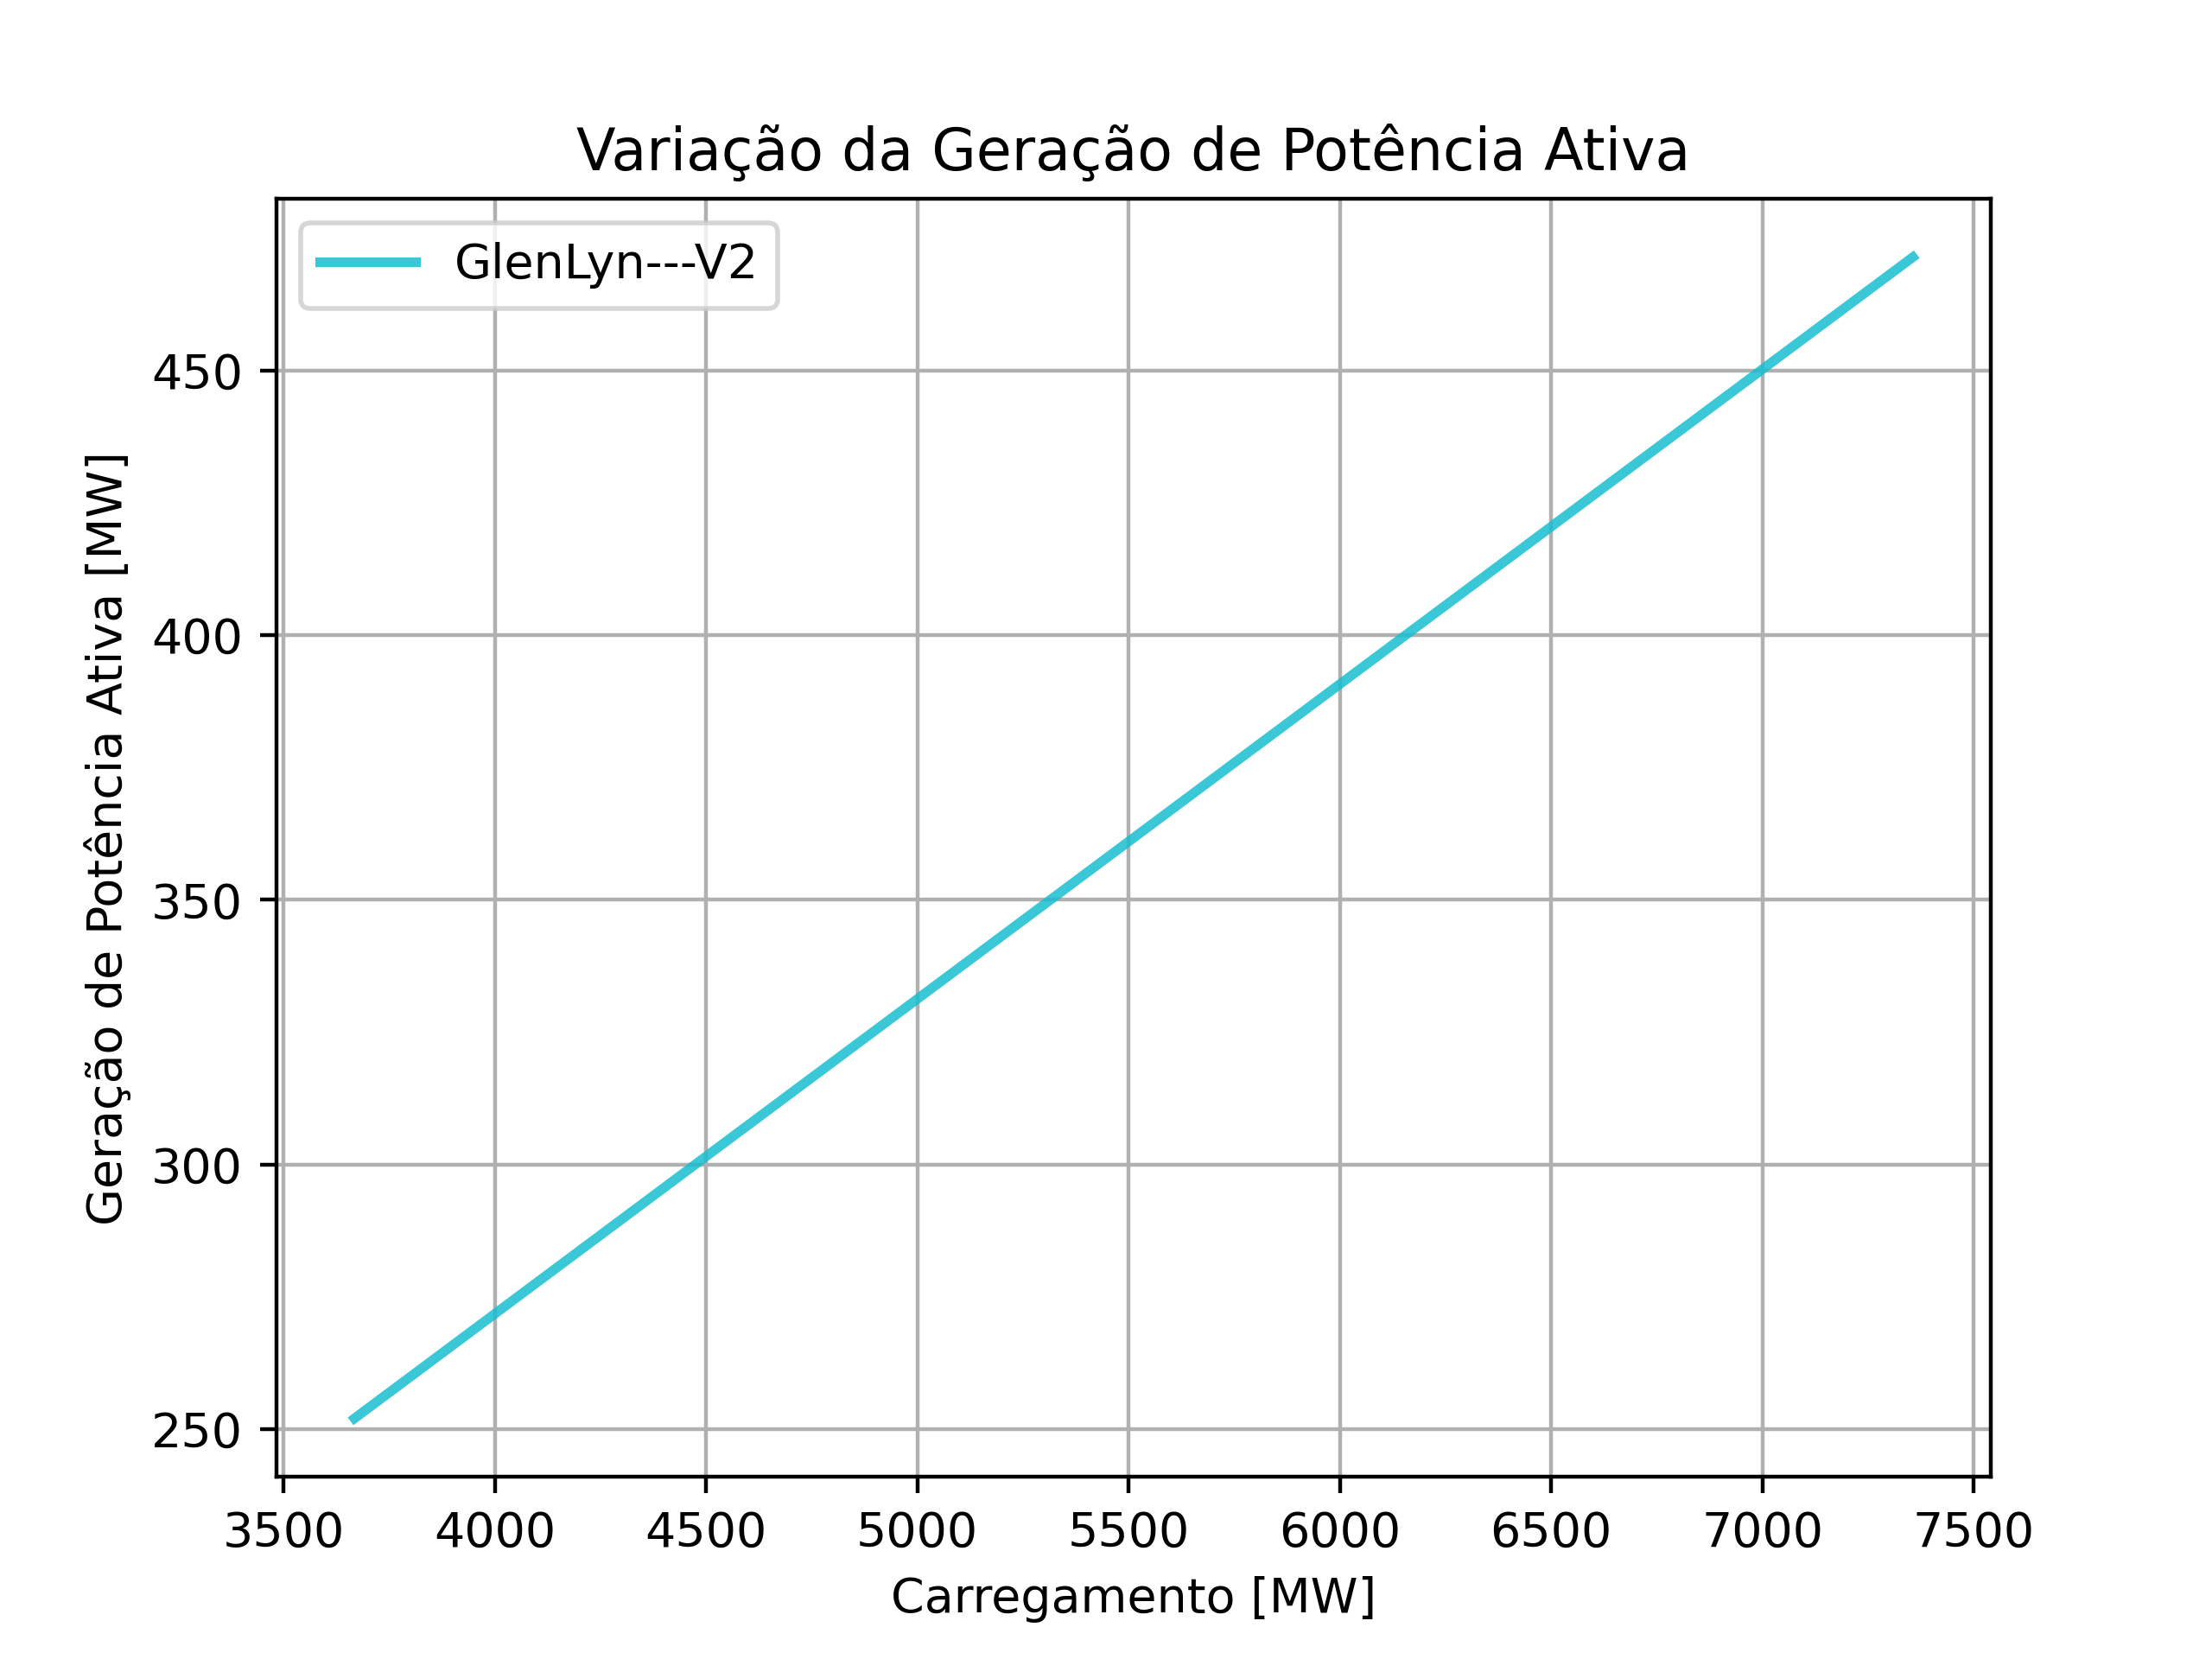 Variação da Geração de Potência Ativa
GlenLyn---V2
Geração de Potência Ativa [MW]
450
400
350
300
250
3500 4000 4500 5000 5500 6000 6500 7000 7500
Carregamento [MW]